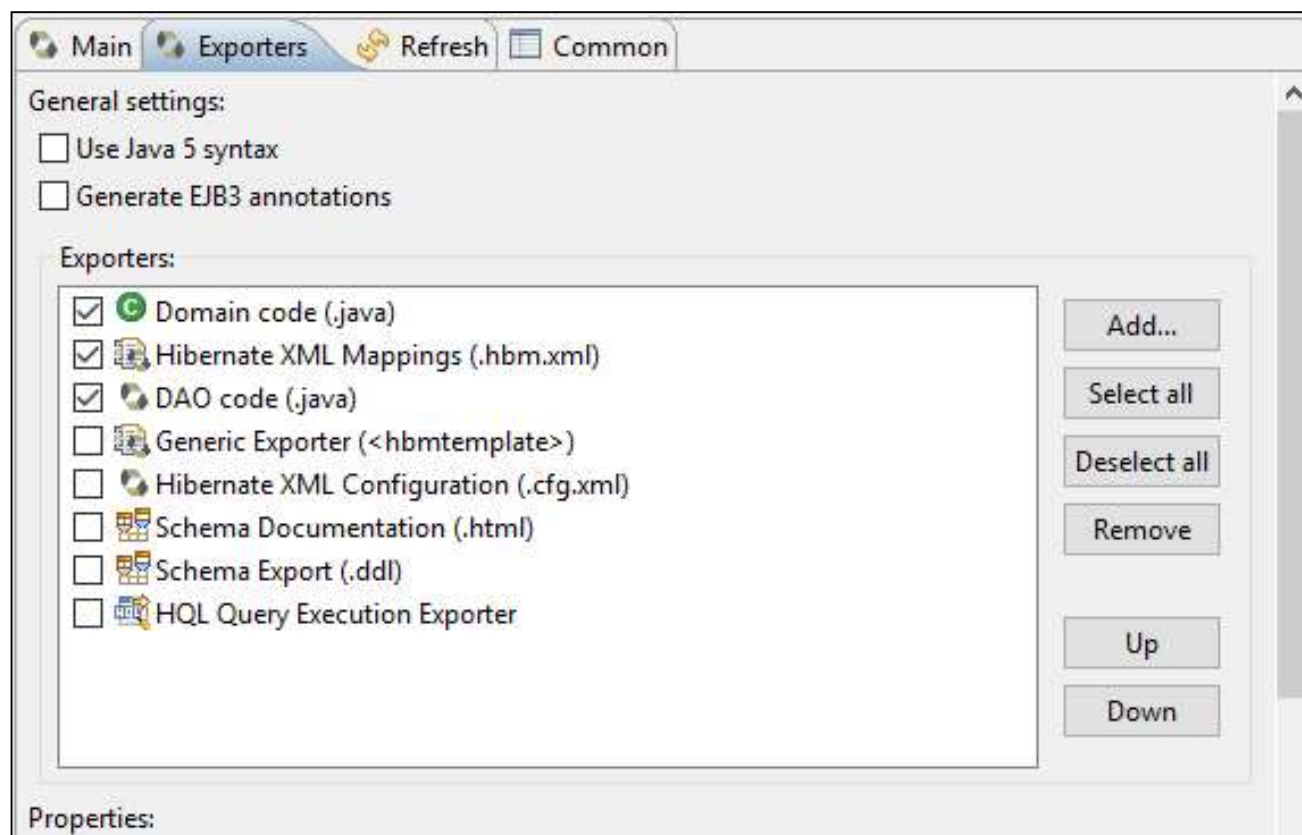 Main Exporters Refresh Common
General settings:
Use Java 5 syntax
Generate EJB3 annotations
Exporters:
Domain code (.java)
Hibernate XML Mappings (.hbm.xml)
DAO code (.java)
Generic Exporter (<hbmtemplate>)
Hibernate XML Configuration (.cfg.xml)
Schema Documentation (.html)
Schema Export (.ddl)
HQL Query Execution Exporter
Add...
Select all
Deselect all
Remove
Up
Down
Properties: